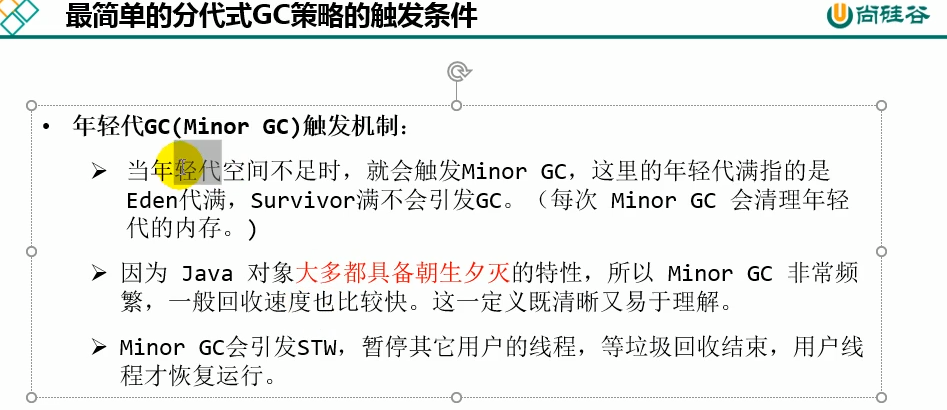 最简单的分代式GC策略的触发条件
尚硅谷
• 年轻代GC(Minor GC)触发机制：
➢ 当年轻代空间不足时，就会触发Minor GC，这里的年轻代满指的是
Eden代满，Survivor满不会引发GC。（每次 Minor GC 会清理年轻
代的内存。)
➢ 因为 Java 对象大多都具备朝生夕灭的特性，所以 Minor GC 非常频
繁，一般回收速度也比较快。这一定义既清晰又易于理解。
➢ Minor GC会引发STW，暂停其它用户的线程，等垃圾回收结束，用户线
程才恢复运行。